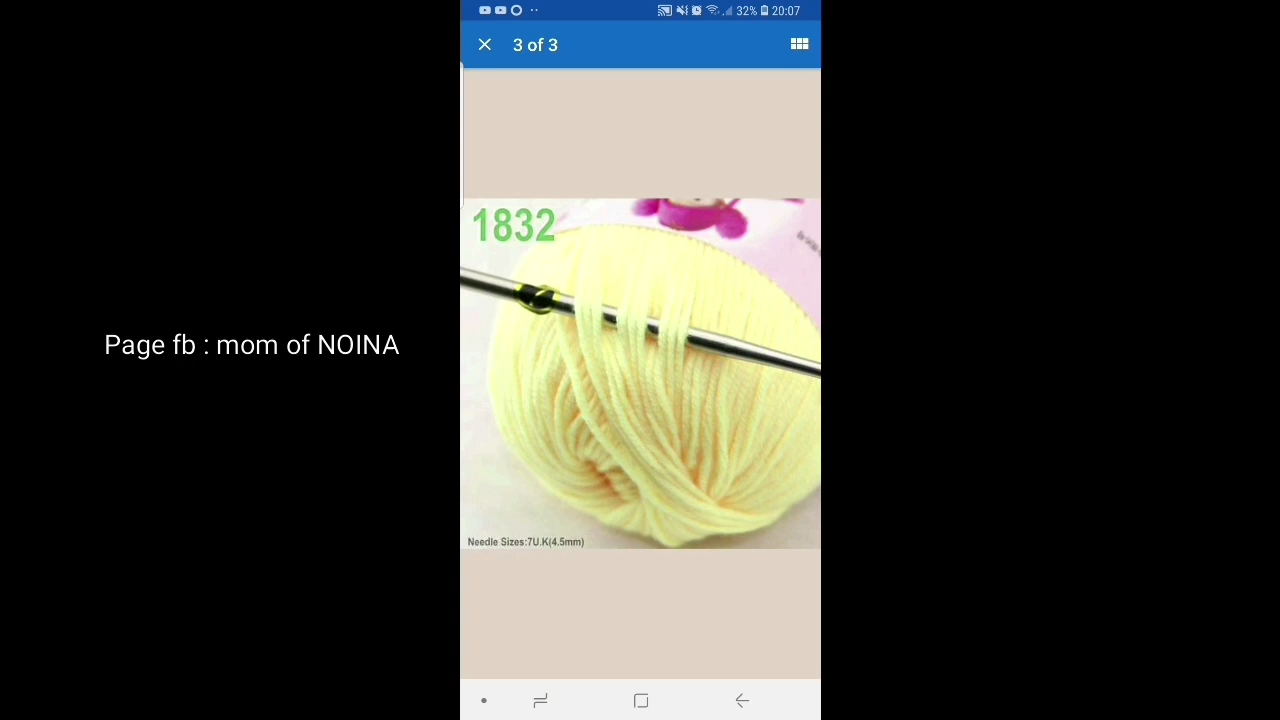 32% 20:07
3 of 3
1832
Page fb : mom of NOINA
Needle Sizes:7U.K(4.5mm)